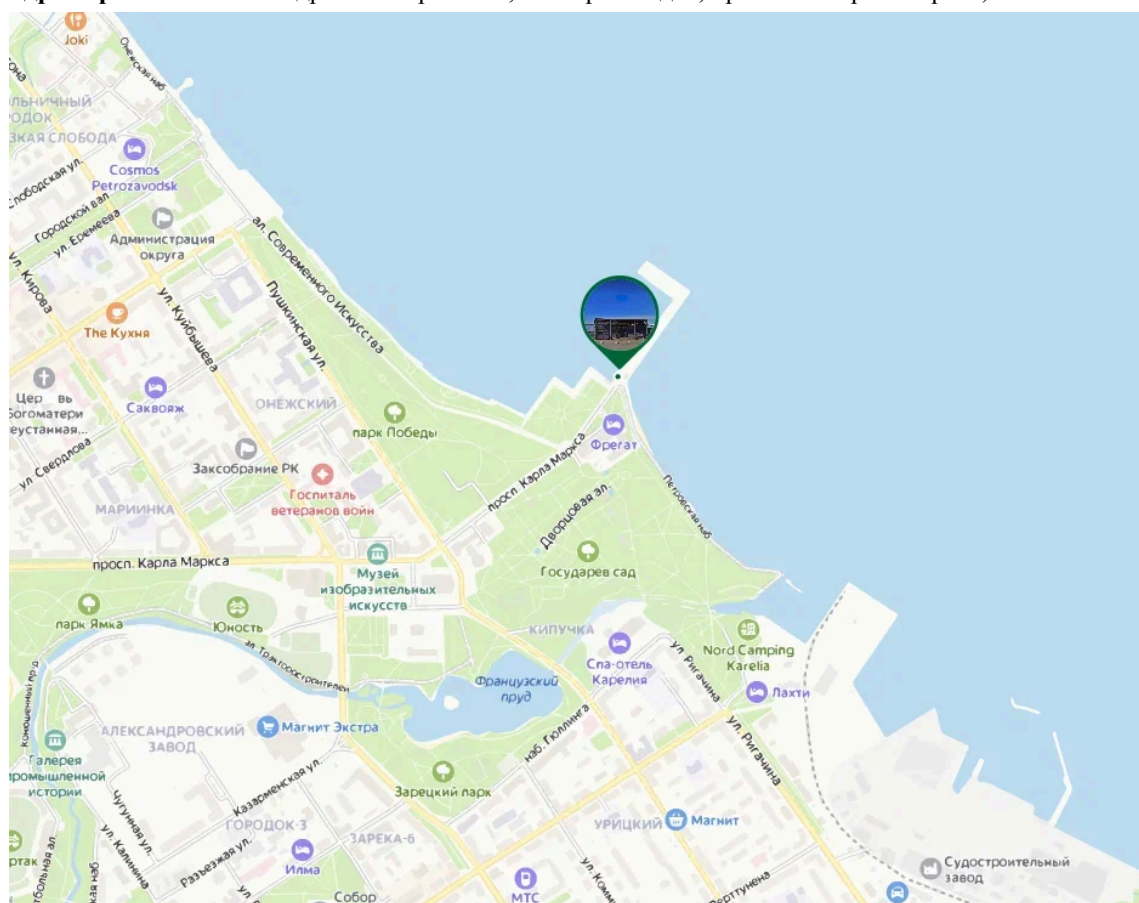 Joki
Онежская наб
ЗКАЯ СЛОБОДА
Слободская ул.
Cosmos
Petrozavodsk
Городской вал
ул. Еремеева
Администрация
округа
ал. Современного Искусства
ул. Кирова
Пушкинская ул.
ул. Куйбышева
The Кухня
Саквояж
ОНЕЖСКИЙ
парк Победы
Фрегат
просп. Карла Маркса
ул. Свердлова
Заксобрание РК
Госпиталь
ветеранов войн
Петровская наб
МАРИИНКА
Дворцовая ал.
просп. Карла Маркса
Музей
изобразительных
искусств
Государев сад
парк Ямка
Юность
КИПУЧКА
Nord Camping
Karelia
Спа-отель
Карелия
ул. Ригачина
Французский
пруд
Лахти
АЛЕКСАНДРОВСКИЙ
ЗАВОД
Магнит Экстра
наб. Гюллинга
ул. Ригачина
Галерея
промышленной
истории
Зарецкий парк
Казарменская ул.
Чугунная ул.
ул. Калинина
ГОРОДОК-3
ЗАРЕКА-6
УРИЦКИЙ
Магнит
Разъезжая ул.
Илма
Судостроительный
завод
Собор
МТС